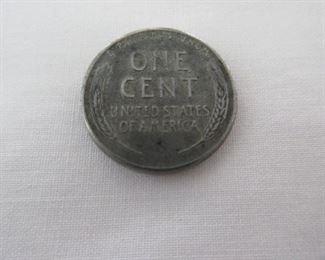 ONE
CENT
UNITED STATES
OF AMERICA